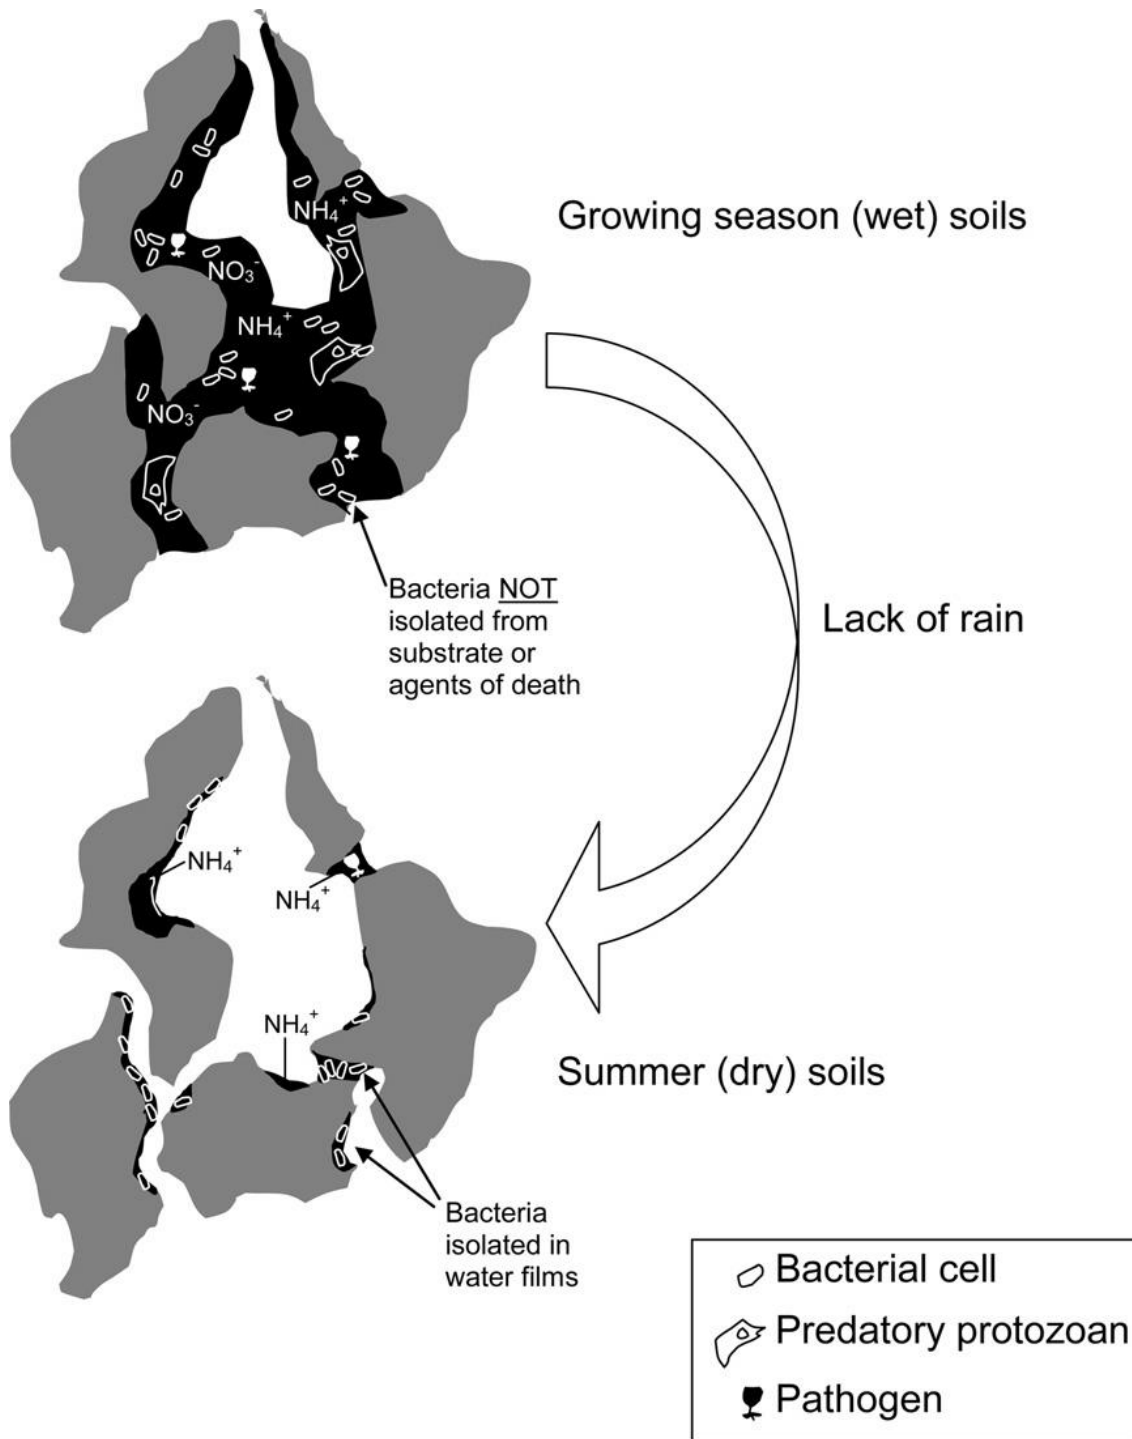 NH₄⁺
Growing season (wet) soils
NO₃⁻
NH₄⁺
NO₃⁻
Bacteria NOT
isolated from
substrate or
agents of death
Lack of rain
NH₄⁺
NH₄⁺
NH₄⁺
Summer (dry) soils
Bacteria
isolated in
water films
Bacterial cell
Predatory protozoan
Pathogen